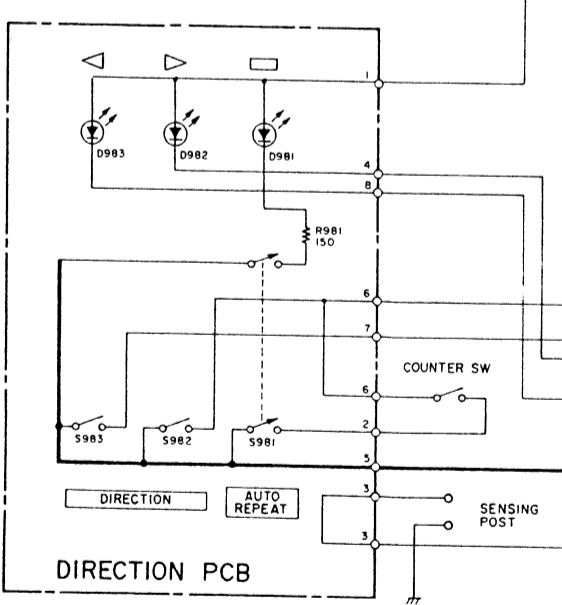 1
D983
D982
D981
4
8
R981
150
6
7
COUNTER SW
6
2
S983
S982
S981
5
3
DIRECTION
AUTO
REPEAT
SENSING
POST
3
DIRECTION PCB